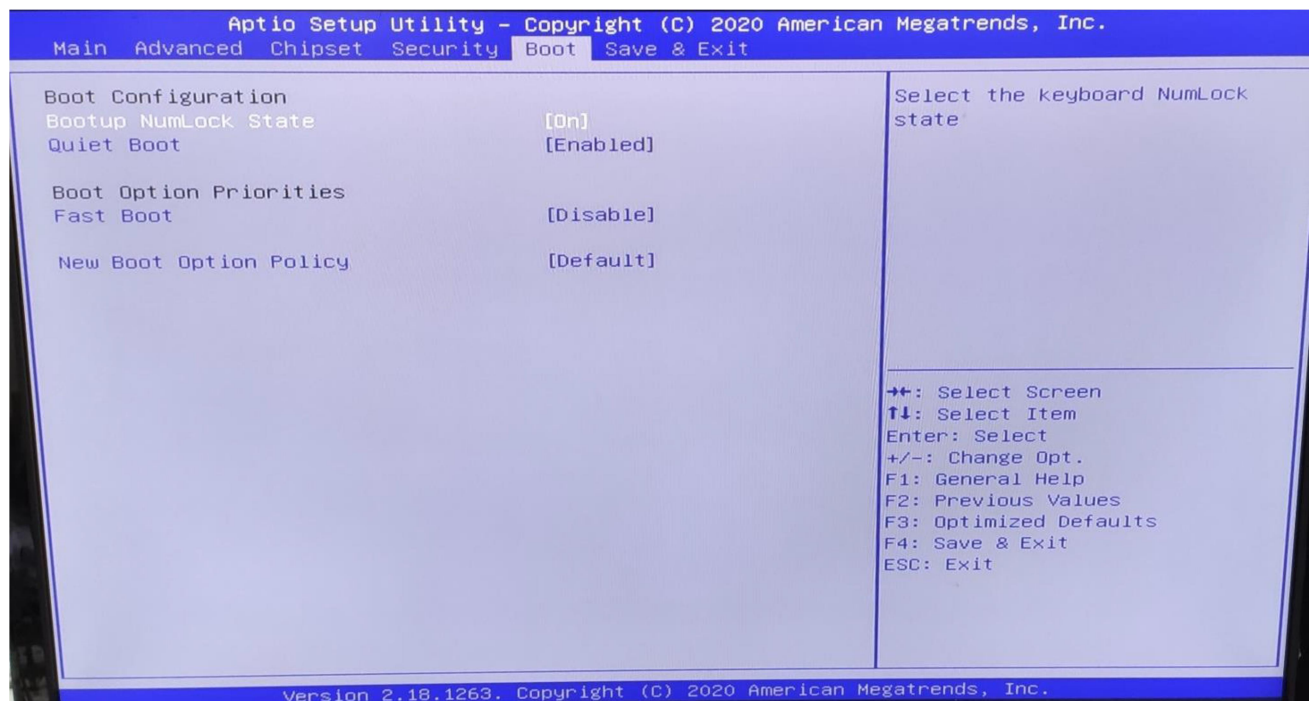 Aptio Setup Utility – Copyright (C) 2020 American Megatrends, Inc.
Main Advanced Chipset Security Boot Save & Exit
Boot Configuration
Bootup NumLock State [On]
Quiet Boot [Enabled]
Boot Option Priorities
Fast Boot [Disable]
New Boot Option Policy [Default]
Select the keyboard NumLock
state
→←: Select Screen
↑↓: Select Item
Enter: Select
+/-: Change Opt.
F1: General Help
F2: Previous Values
F3: Optimized Defaults
F4: Save & Exit
ESC: Exit
Version 2.18.1263. Copyright (C) 2020 American Megatrends, Inc.